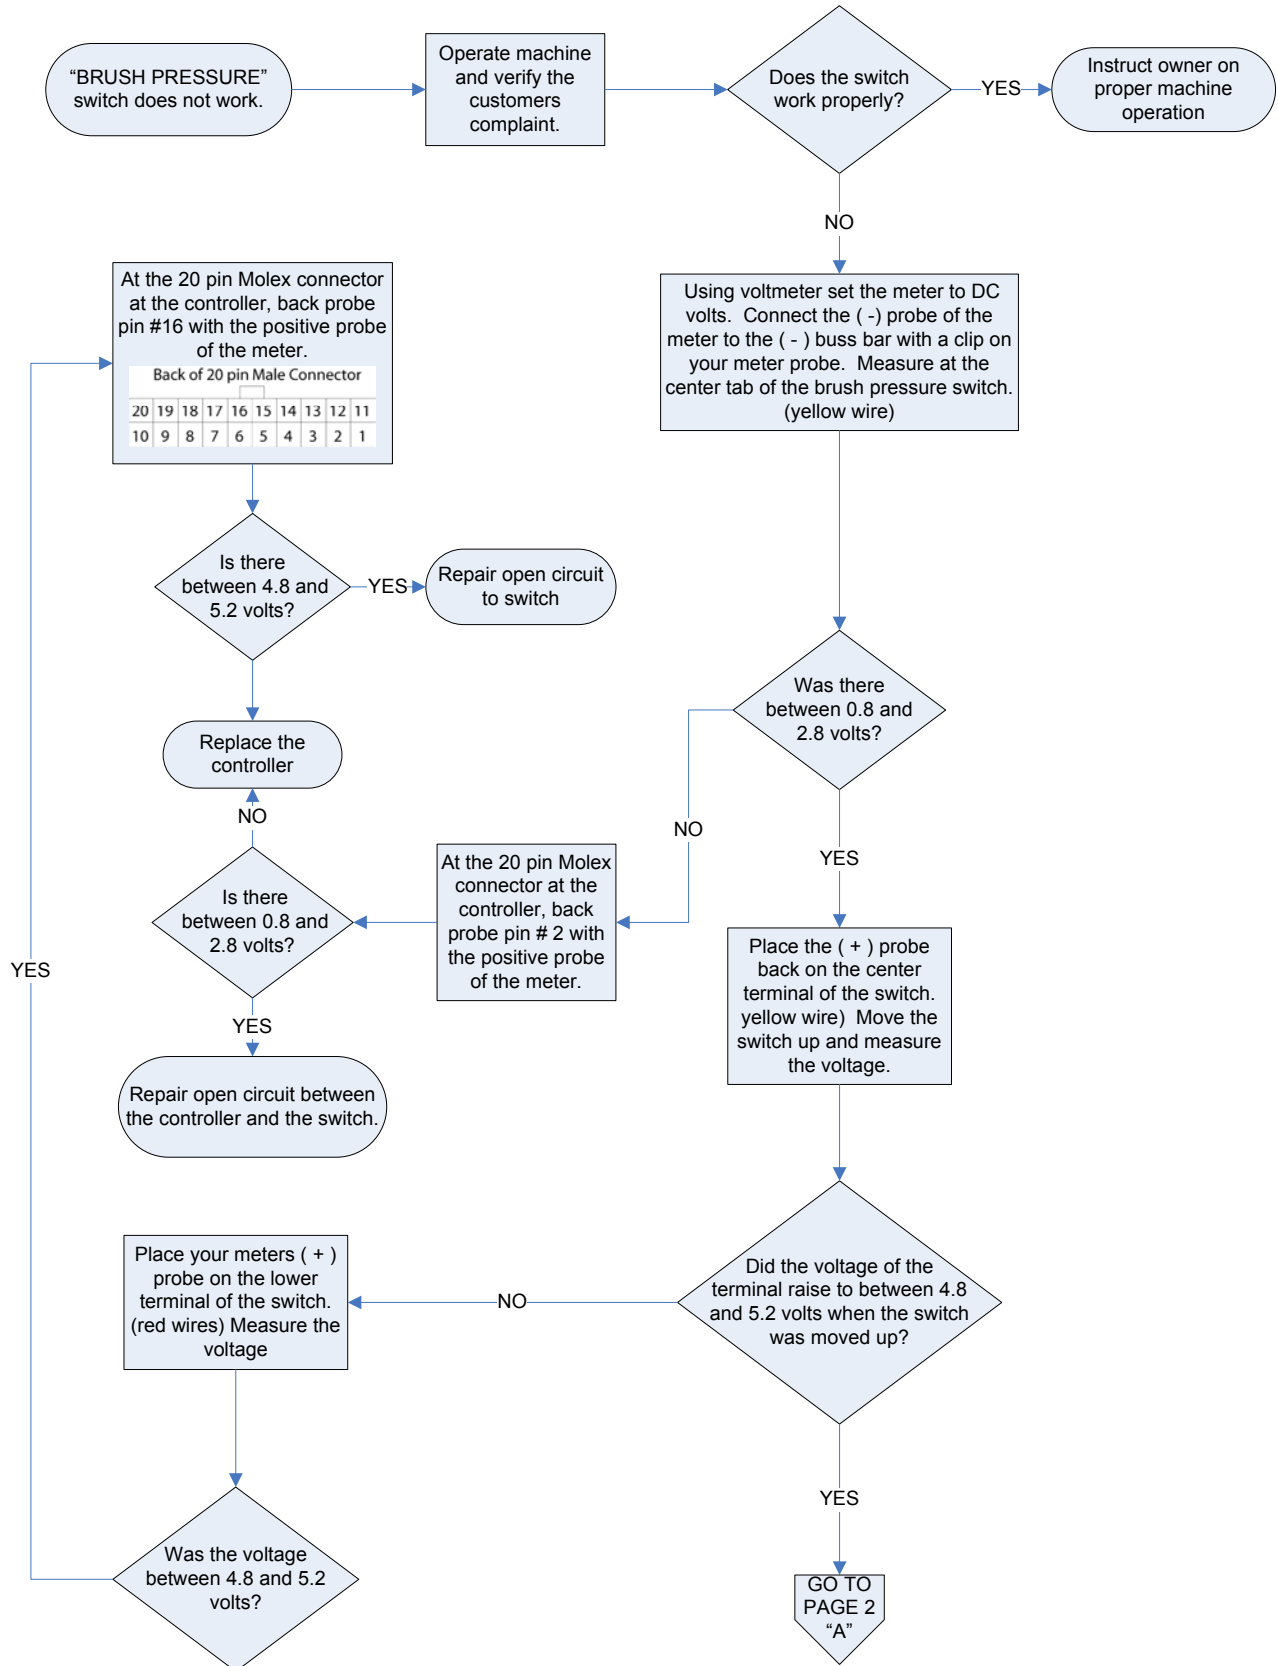 “BRUSH PRESSURE”
switch does not work.
Operate machine
and verify the
customers
complaint.
Does the switch
work properly?
YES
Instruct owner on
proper machine
operation
NO
Using voltmeter set the meter to DC
volts. Connect the ( -) probe of the
meter to the ( - ) buss bar with a clip on
your meter probe. Measure at the
center tab of the brush pressure switch.
(yellow wire)
At the 20 pin Molex connector
at the controller, back probe
pin #16 with the positive probe
of the meter.
Back of 20 pin Male Connector
20 19 18 17 16 15 14 13 12 11
10 9 8 7 6 5 4 3 2 1
Is there
between 4.8 and
5.2 volts?
YES
Repair open circuit
to switch
Was there
between 0.8 and
2.8 volts?
Replace the
controller
NO
NO
YES
Is there
between 0.8 and
2.8 volts?
At the 20 pin Molex
connector at the
controller, back
probe pin # 2 with
the positive probe
of the meter.
Place the ( + ) probe
back on the center
terminal of the switch.
yellow wire) Move the
switch up and measure
the voltage.
YES
YES
Repair open circuit between
the controller and the switch.
Place your meters ( + )
probe on the lower
terminal of the switch.
(red wires) Measure the
voltage
NO
Did the voltage of the
terminal raise to between 4.8
and 5.2 volts when the switch
was moved up?
YES
Was the voltage
between 4.8 and 5.2
volts?
GO TO
PAGE 2
“A”